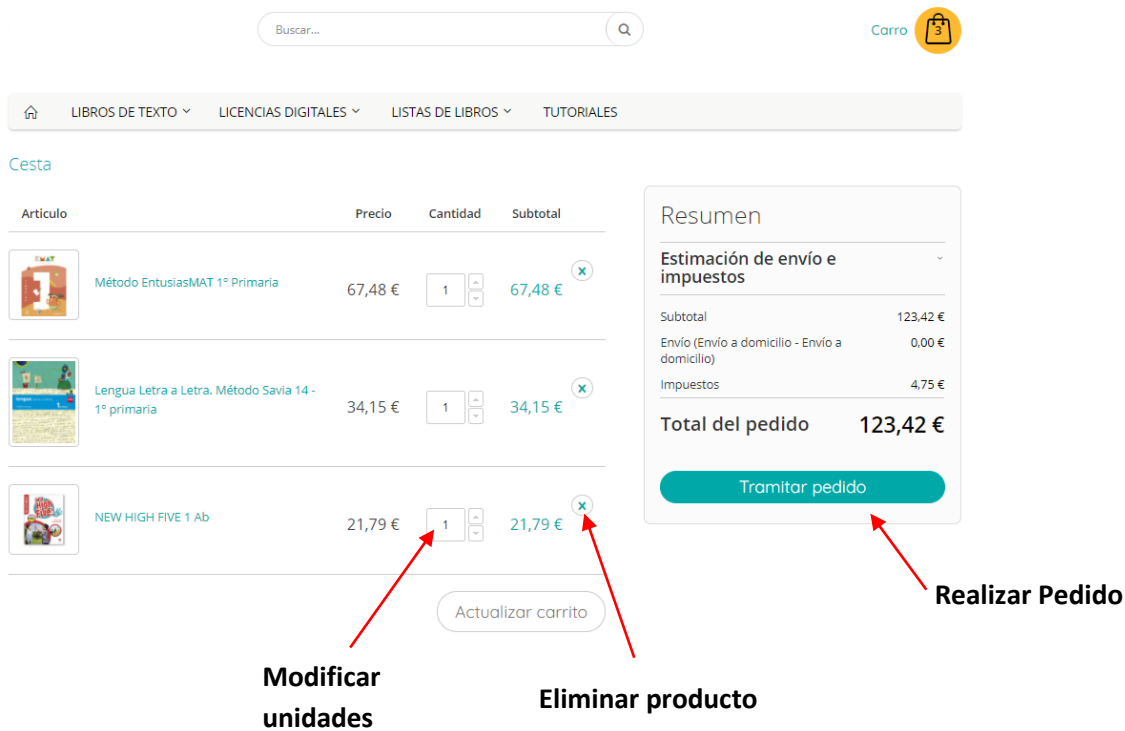 Buscar...
Carro
3
LIBROS DE TEXTO
LICENCIAS DIGITALES
LISTAS DE LIBROS
TUTORIALES
Cesta
Articulo
Precio
Cantidad
Subtotal
EMAT
Método EntusiasMAT 1º Primaria
67,48 €
1
67,48 €
x
Lengua Letra a Letra. Método Savia 14 -
1º primaria
34,15 €
1
34,15 €
x
NEW HIGH FIVE 1 Ab
21,79 €
1
21,79 €
x
Actualizar carrito
Resumen
Estimación de envío e
impuestos
Subtotal
123,42 €
Envío (Envío a domicilio - Envío a
domicilio)
0,00 €
Impuestos
4,75 €
Total del pedido
123,42 €
Tramitar pedido
Realizar Pedido
Modificar
unidades
Eliminar producto